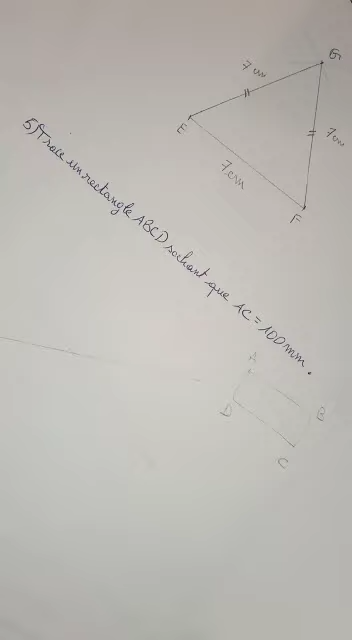 G
7 cm
7 cm
E
7 cm
F
5) Trace un rectangle ABCD sachant que AC = 100 mm.
A
B
D
C